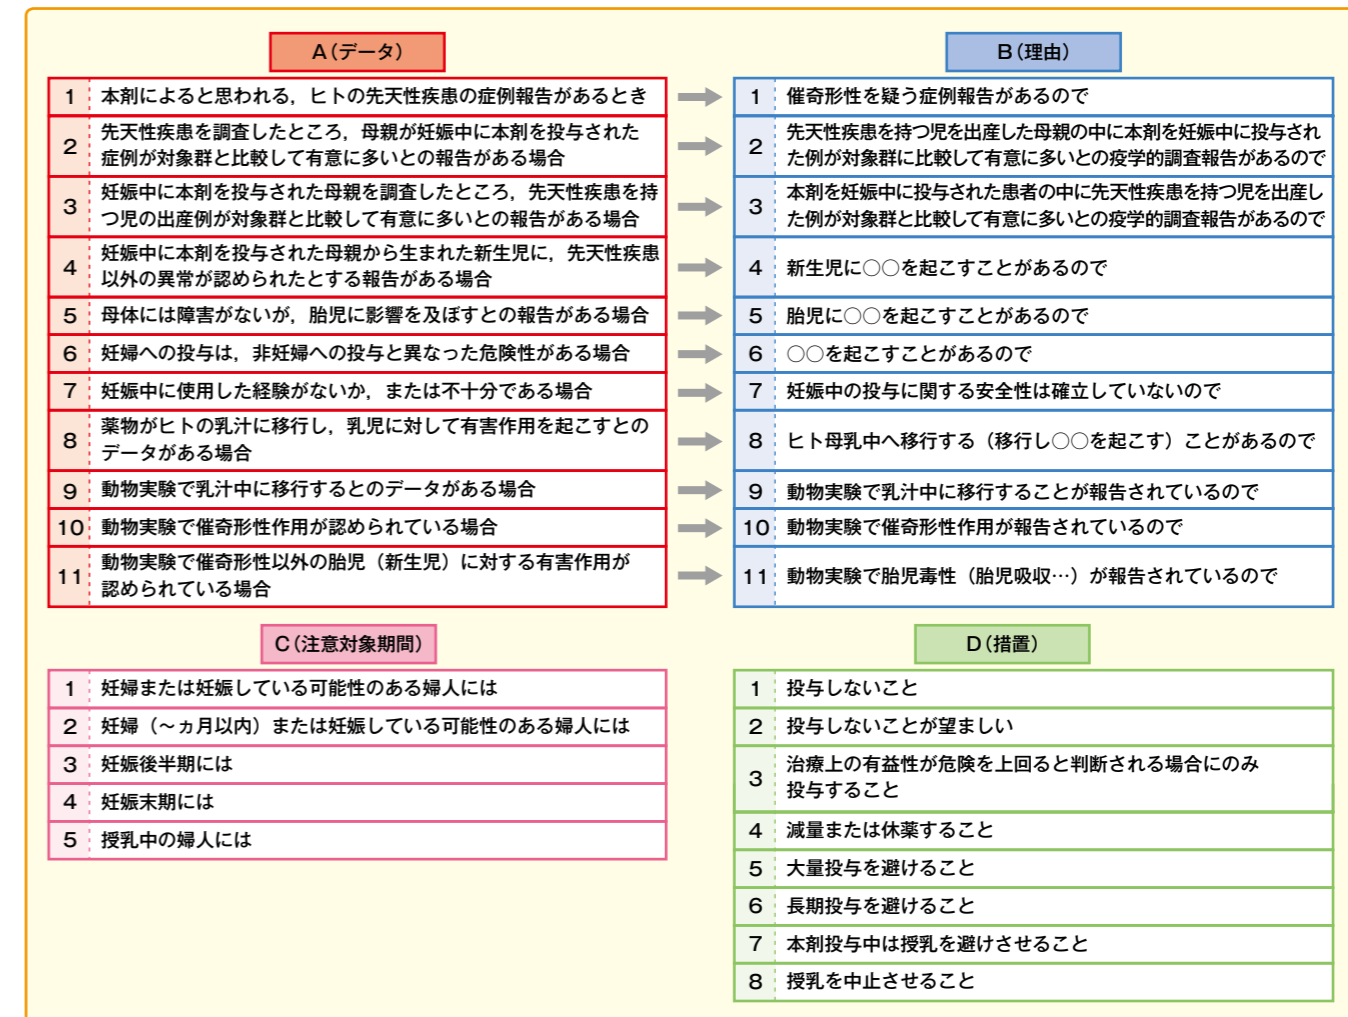 A（データ）
1 本剤によると思われる，ヒトの先天性疾患の症例報告があるとき
2 先天性疾患を調査したところ，母親が妊娠中に本剤を投与された
症例が対象群と比較して有意に多いとの報告がある場合
3 妊娠中に本剤を投与された母親を調査したところ，先天性疾患を持
つ児の出産例が対象群と比較して有意に多いとの報告がある場合
4 妊娠中に本剤を投与された母親から生まれた新生児に，先天性疾患
以外の異常が認められたとする報告がある場合
5 母体には障害がないが，胎児に影響を及ぼすとの報告がある場合
6 妊婦への投与は，非妊婦への投与と異なった危険性がある場合
7 妊娠中に使用した経験がないか，または不十分である場合
8 薬物がヒトの乳汁に移行し，乳児に対して有害作用を起こすとの
データがある場合
9 動物実験で乳汁中に移行するとのデータがある場合
10 動物実験で催奇形性作用が認められている場合
11 動物実験で催奇形性以外の胎児（新生児）に対する有害作用が
認められている場合
B（理由）
1 催奇形性を疑う症例報告があるので
2 先天性疾患を持つ児を出産した母親の中に本剤を妊娠中に投与され
た例が対象群に比較して有意に多いとの疫学的調査報告があるので
3 本剤を妊娠中に投与された患者の中に先天性疾患を持つ児を出産し
た例が対象群と比較して有意に多いとの疫学的調査報告があるので
4 新生児に○○を起こすことがあるので
5 胎児に○○を起こすことがあるので
6 ○○を起こすことがあるので
7 妊娠中の投与に関する安全性は確立していないので
8 ヒト母乳中へ移行する（移行し○○を起こす）ことがあるので
9 動物実験で乳汁中に移行することが報告されているので
10 動物実験で催奇形性作用が報告されているので
11 動物実験で胎児毒性（胎児吸収…）が報告されているので
C（注意対象期間）
1 妊婦または妊娠している可能性のある婦人には
2 妊婦（～ヵ月以内）または妊娠している可能性のある婦人には
3 妊娠後半期には
4 妊娠末期には
5 授乳中の婦人には
D（措置）
1 投与しないこと
2 投与しないことが望ましい
3 治療上の有益性が危険を上回ると判断される場合にのみ
投与すること
4 減量または休薬すること
5 大量投与を避けること
6 長期投与を避けること
7 本剤投与中は授乳を避けさせること
8 授乳を中止させること